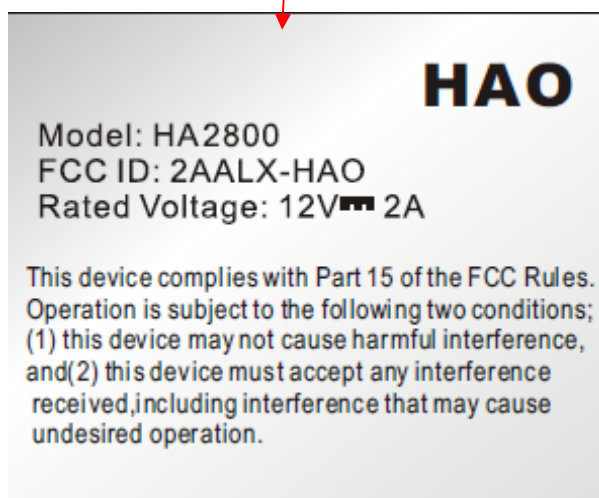 HAO
Model: HA2800
FCC ID: 2AALX-HAO
Rated Voltage: 12V⎓ 2A
This device complies with Part 15 of the FCC Rules.
Operation is subject to the following two conditions;
(1) this device may not cause harmful interference,
and(2) this device must accept any interference
received,including interference that may cause
undesired operation.